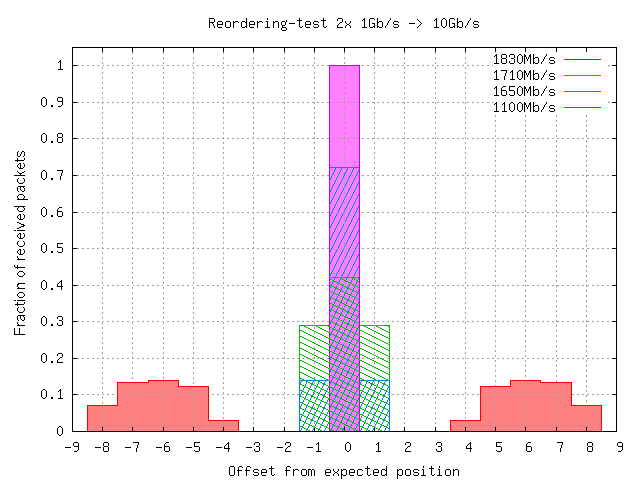 Reordering-test 2x 1Gb/s -> 10Gb/s
1830Mb/s
1710Mb/s
1650Mb/s
1100Mb/s
1
0.9
0.8
0.7
0.6
0.5
0.4
0.3
0.2
0.1
0
Fraction of received packets
-9 -8 -7 -6 -5 -4 -3 -2 -1 0 1 2 3 4 5 6 7 8 9
Offset from expected position